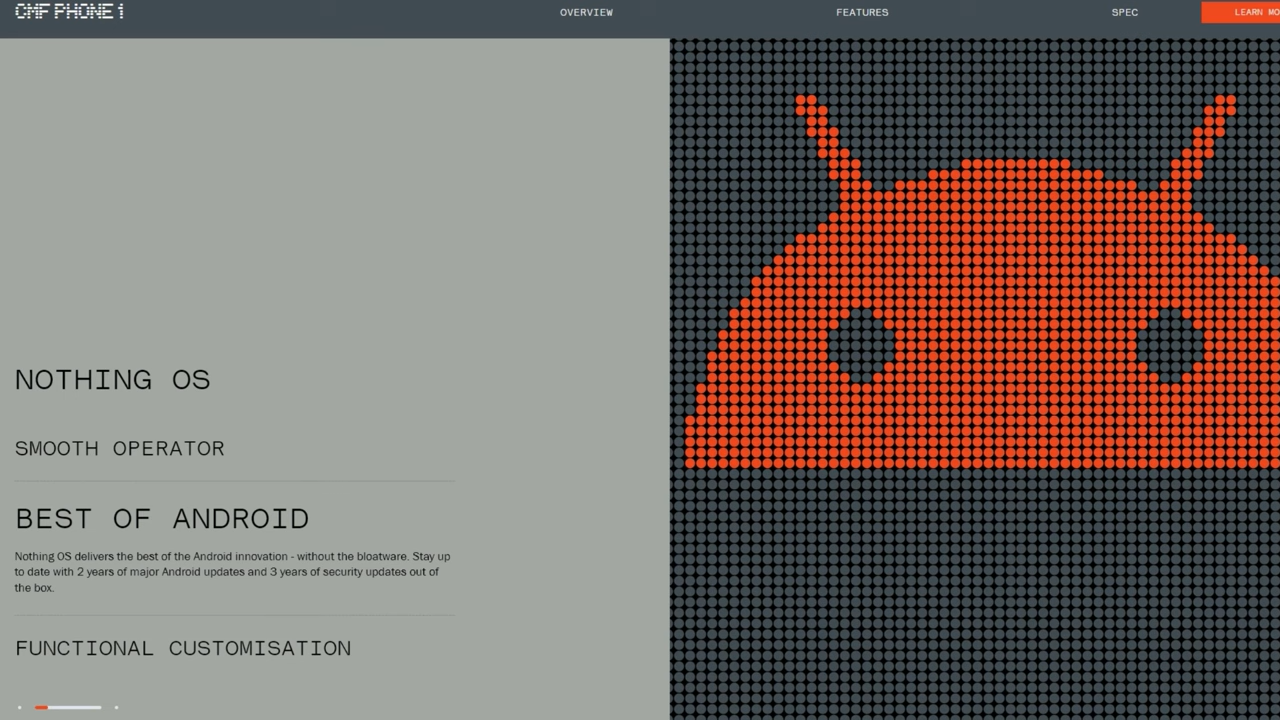 CMF PHONE 1
OVERVIEW
FEATURES
SPEC
LEARN MO
NOTHING OS
SMOOTH OPERATOR
BEST OF ANDROID
Nothing OS delivers the best of the Android innovation - without the bloatware. Stay up
to date with 2 years of major Android updates and 3 years of security updates out of
the box.
FUNCTIONAL CUSTOMISATION